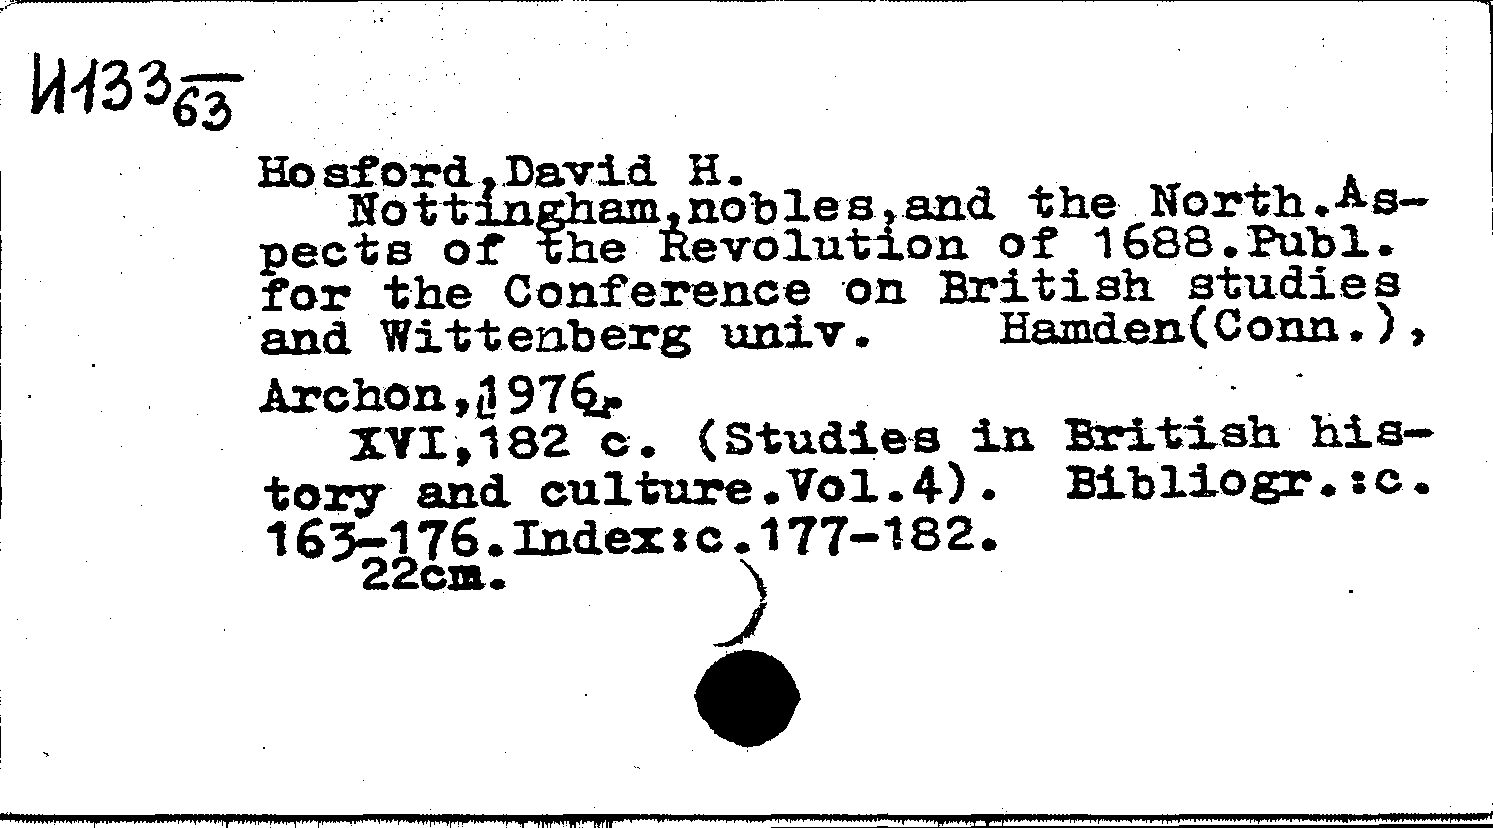 И133
63
Hosford,David H.
Nottingham,nobles,and the North.As-
pects of the Revolution of 1688.Publ.
for the Conference on British studies
and Wittenberg univ. Hamden(Conn.),
Archon,1976.
XVI,182 c. (Studies in British his-
tory and culture.Vol.4). Bibliogr.:c.
163-176.Index:c.177-182.
22cm.